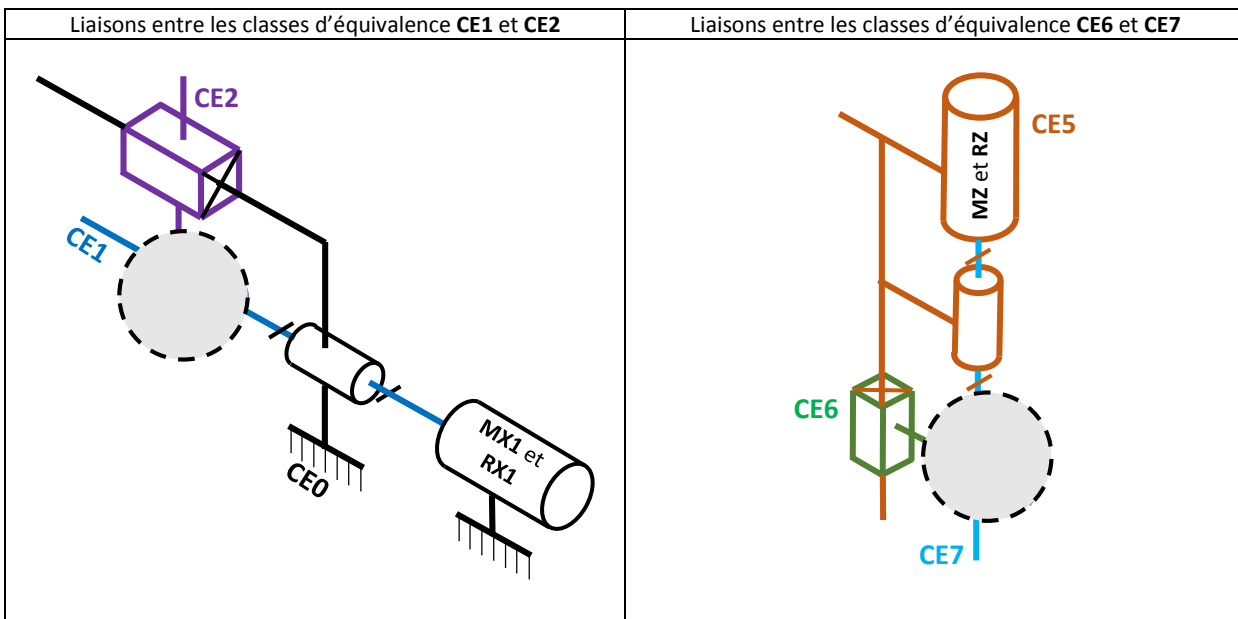 Liaisons entre les classes d’équivalence CE1 et CE2
Liaisons entre les classes d’équivalence CE6 et CE7
CE2
CE1
CE0
MX1 et
RX1
CE5
MZ et RZ
CE6
CE7